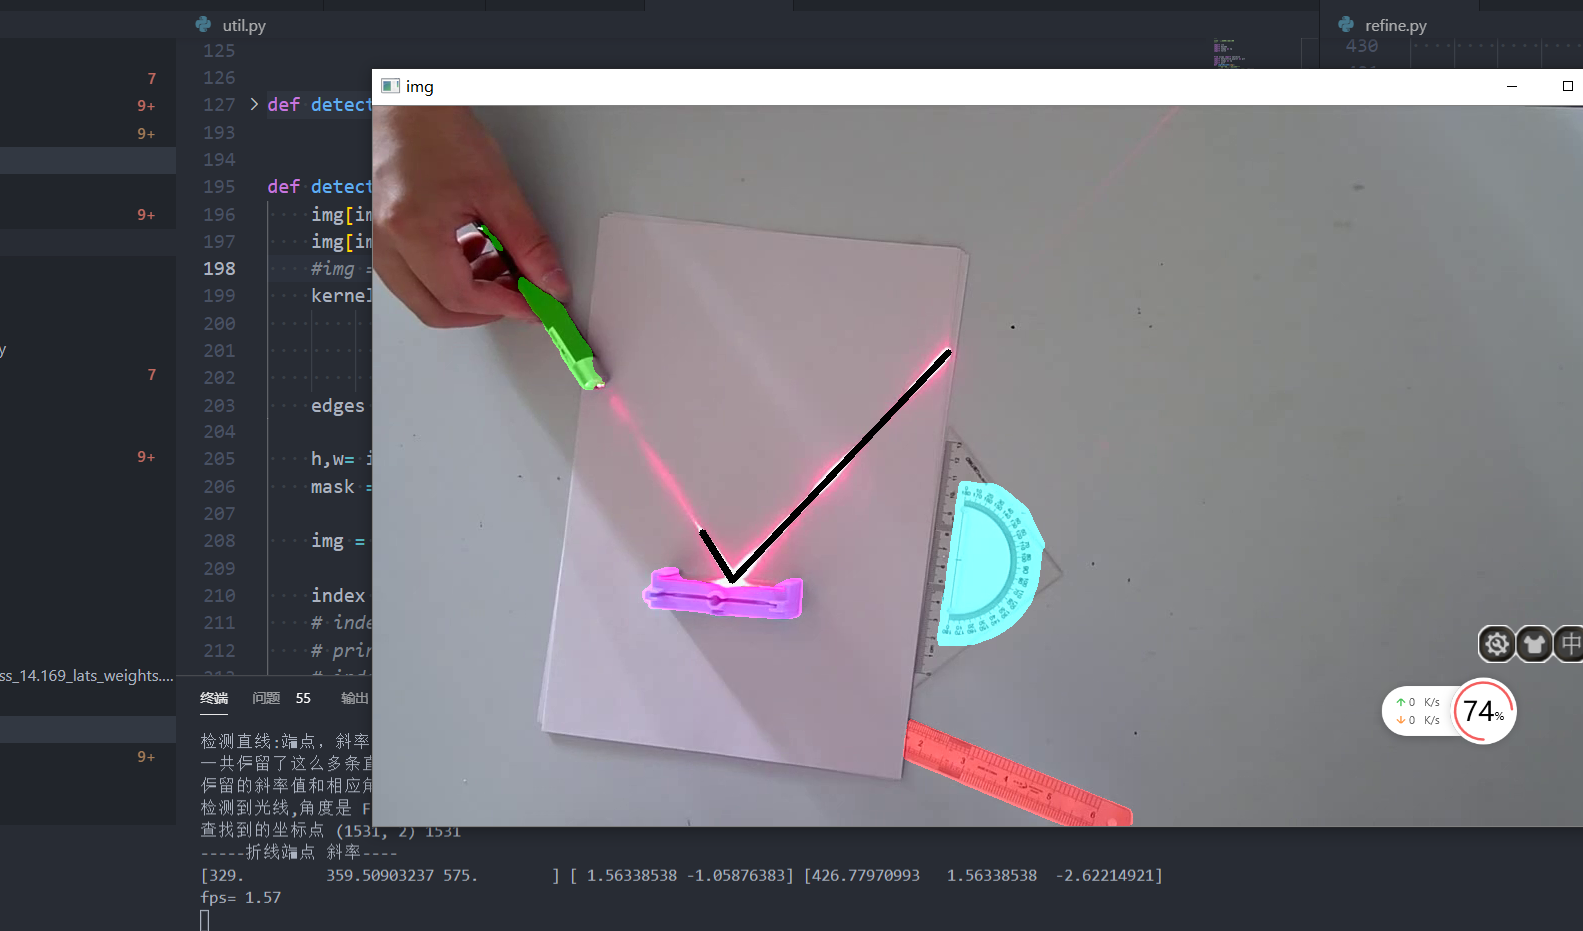 util.py
refine.py
125
430
126
img
7
127 > def detect
9+
193
9+
194
195 def detect
196 img[im
9+
197 img[im
198 #img =
199 kernel
200
201
y
202
7
203 edges
204
205 h,w= i
9+
206 mask =
207
208 img =
209
210 index
211 # inde
212 # prin
ss_14.169_lats_weights....
终端 问题 55 输出
0 K/s
0 K/s
74%
中
检测直线:端点，斜率
9+
一共保留了这么多条直
保留的斜率值和相应角
检测到光线,角度是 F
查找到的坐标点 (1531, 2) 1531
-----折线端点 斜率----
[329. 359.50903237 575. ] [ 1.56338538 -1.05876383] [426.77970993 1.56338538 -2.62214921]
fps= 1.57